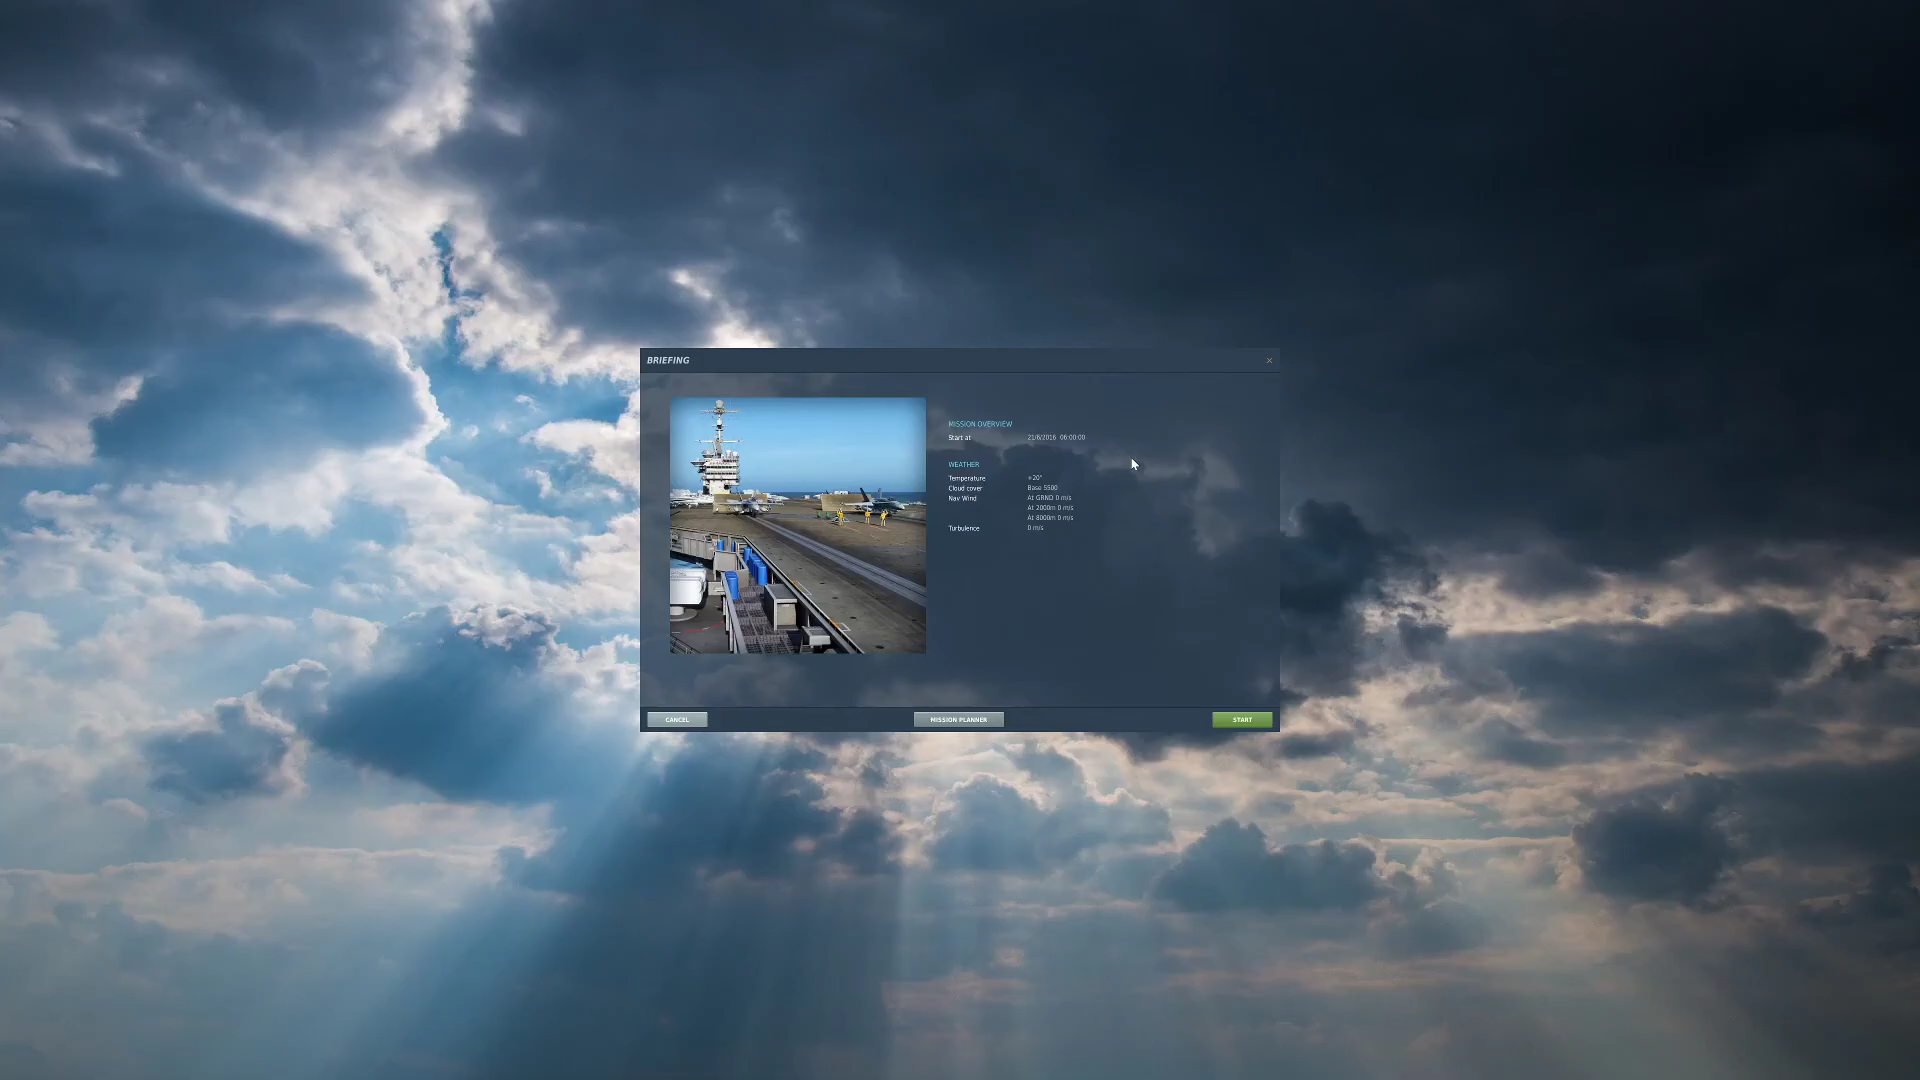 BRIEFING
MISSION OVERVIEW
Start at 21/6/2016 06:00:00
WEATHER
Temperature +20°
Cloud cover Base 5500
Nav Wind At GRND 0 m/s
At 2000m 0 m/s
At 8000m 0 m/s
Turbulence 0 m/s
CANCEL MISSION PLANNER START